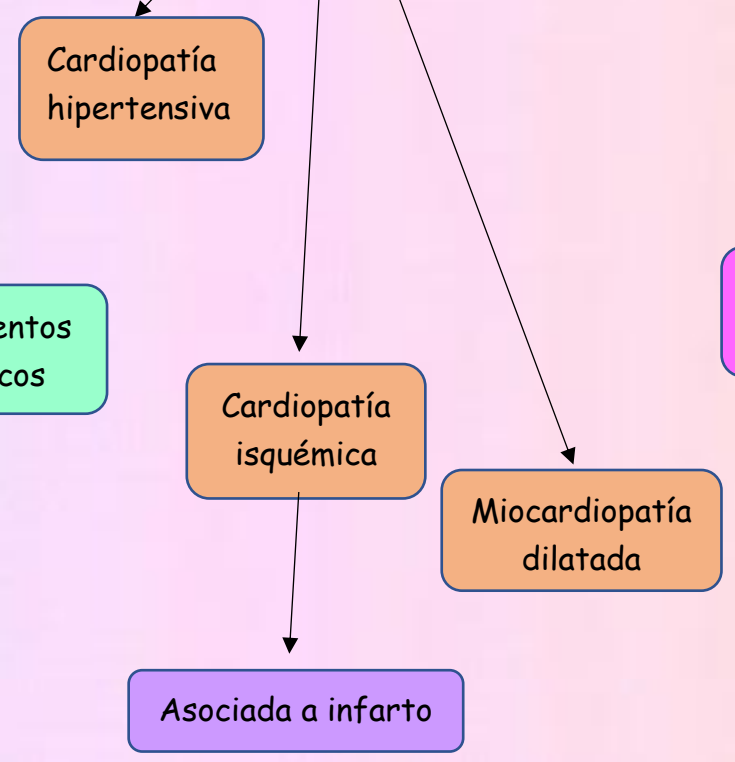 Cardiopatía
hipertensiva
entos
cos
Cardiopatía
isquémica
Miocardiopatía
dilatada
Asociada a infarto